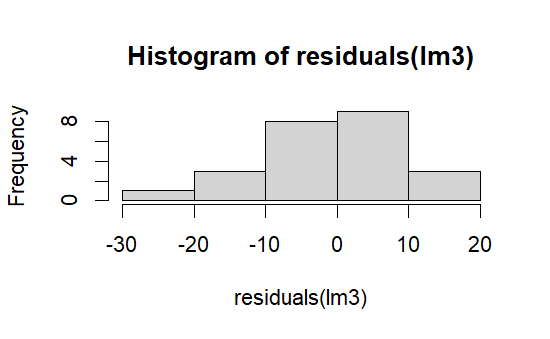 Histogram of residuals(lm3)
Frequency
0 4 8
-30 -20 -10 0 10 20
residuals(lm3)